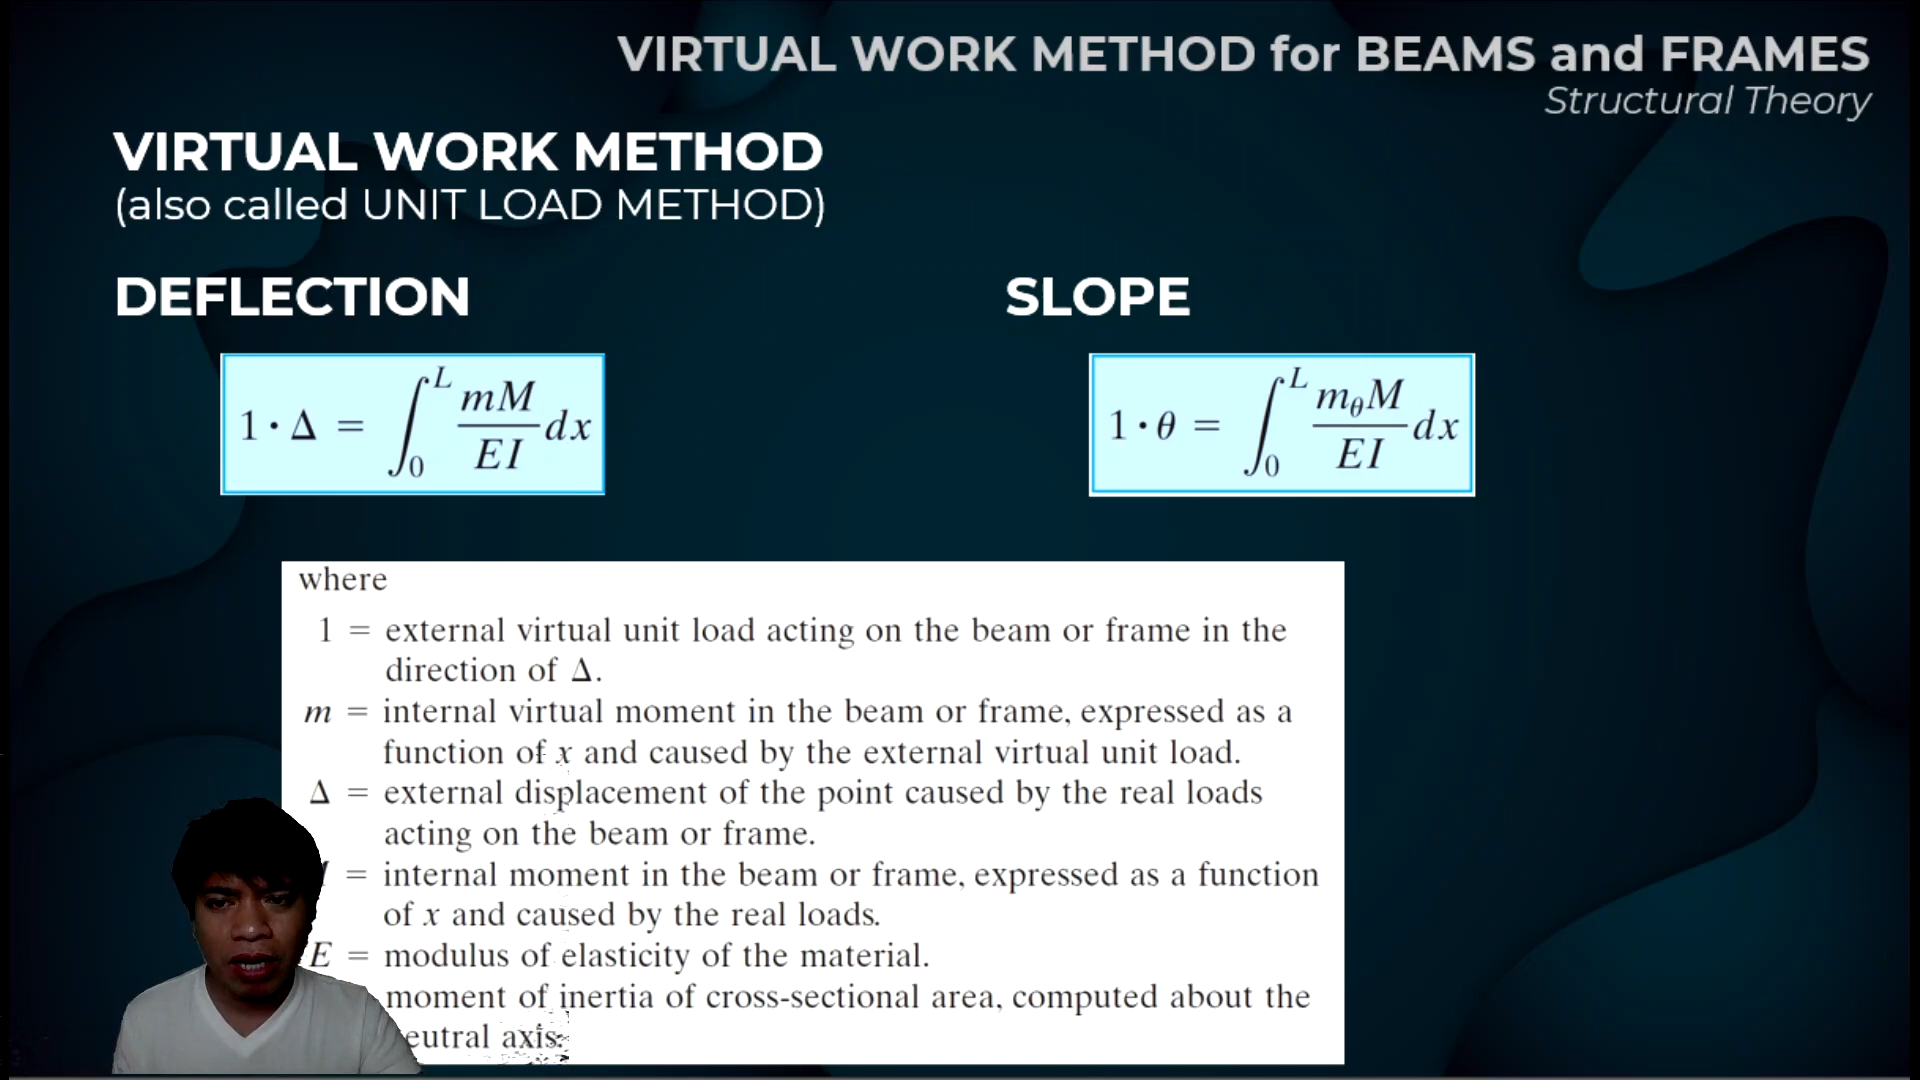 VIRTUAL WORK METHOD for BEAMS and FRAMES
Structural Theory
VIRTUAL WORK METHOD
(also called UNIT LOAD METHOD)
DEFLECTION
SLOPE
1 · Δ = ∫₀ᴸ mM/EI dx
1 · θ = ∫₀ᴸ m_θM/EI dx
where
1 = external virtual unit load acting on the beam or frame in the
direction of Δ.
m = internal virtual moment in the beam or frame, expressed as a
function of x and caused by the external virtual unit load.
Δ = external displacement of the point caused by the real loads
acting on the beam or frame.
= internal moment in the beam or frame, expressed as a function
of x and caused by the real loads.
E = modulus of elasticity of the material.
moment of inertia of cross-sectional area, computed about the
eutral axis.